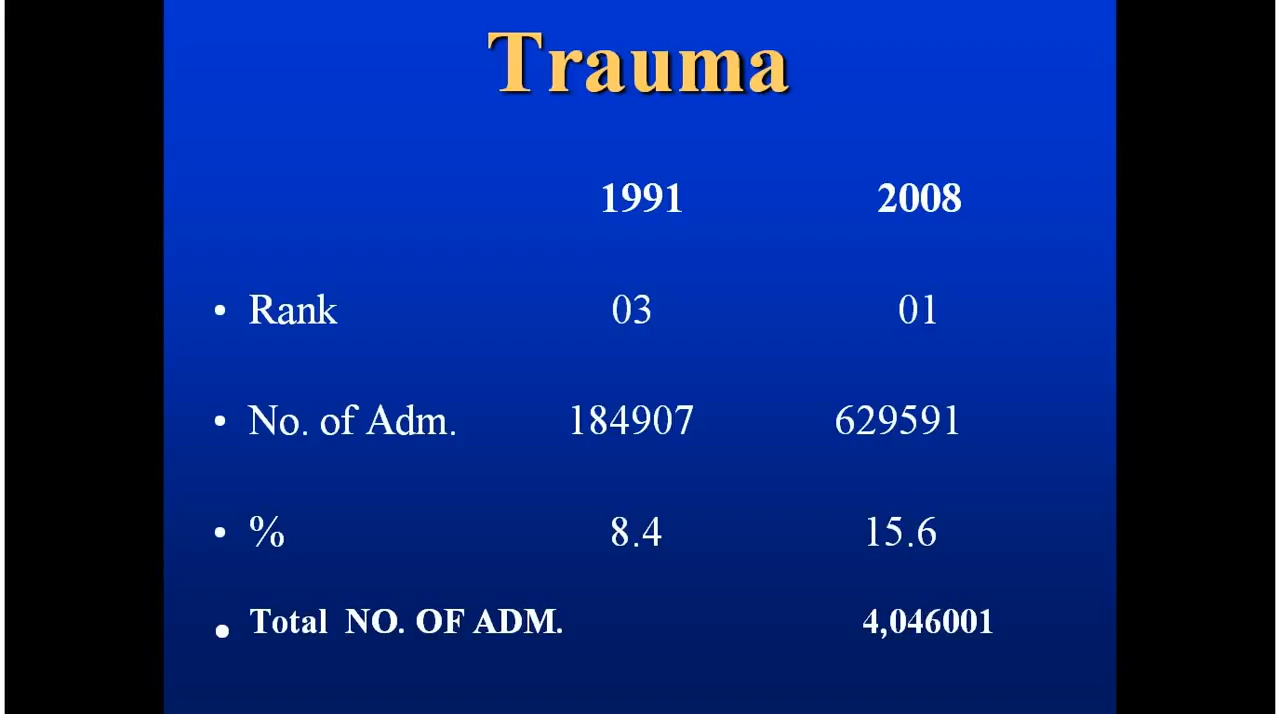 Trauma
1991 2008
• Rank 03 01
• No. of Adm. 184907 629591
• % 8.4 15.6
• Total NO. OF ADM. 4,046001